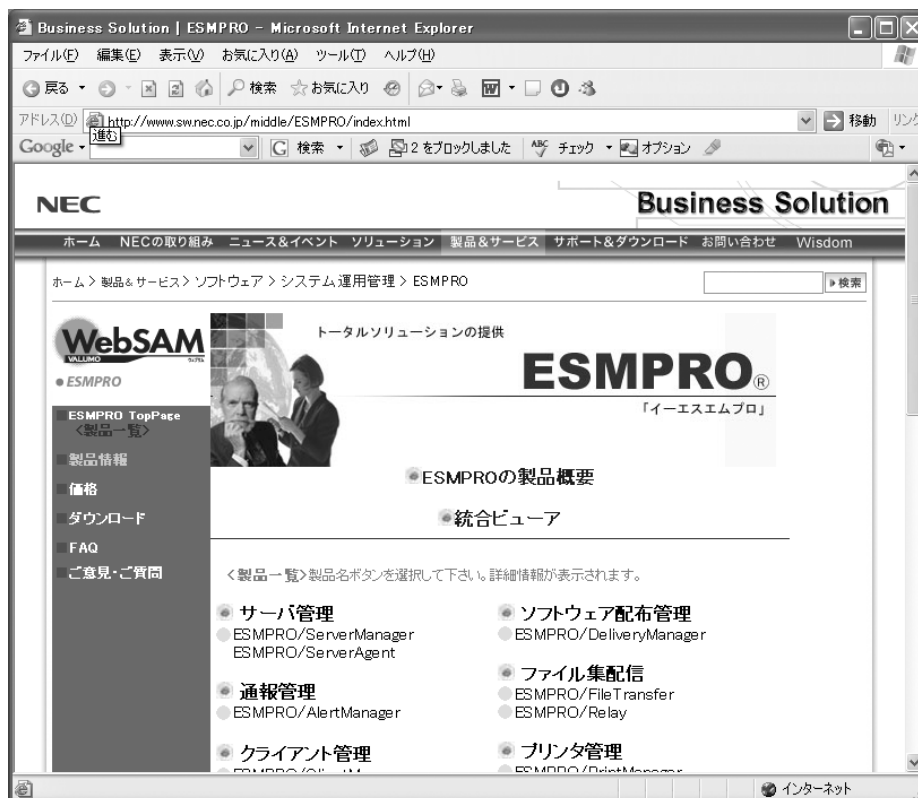 Business Solution | ESMPRO - Microsoft Internet Explorer
ファイル(F) 編集(E) 表示(V) お気に入り(A) ツール(T) ヘルプ(H)
戻る 検索 お気に入り
アドレス(D) http://www.sw.nec.co.jp/middle/ESMPRO/index.html 移動 リンク
進む
Google 検索 2 をブロックしました ABC チェック オプション
NEC Business Solution
ホーム NECの取り組み ニュース&イベント ソリューション 製品&サービス サポート&ダウンロード お問い合わせ Wisdom
ホーム > 製品&サービス > ソフトウェア > システム運用管理 > ESMPRO 検索
トータルソリューションの提供
WebSAM
VALUMO
ESMPRO®
ESMPRO
「イーエスエムプロ」
ESMPRO TopPage
<製品一覧>
製品情報
価格
ダウンロード
FAQ
ご意見・ご質問
ESMPROの製品概要
統合ビューア
<製品一覧>製品名ボタンを選択して下さい。詳細情報が表示されます。
サーバ管理
ESMPRO/ServerManager
ESMPRO/ServerAgent
通報管理
ESMPRO/AlertManager
クライアント管理
ソフトウェア配布管理
ESMPRO/DeliveryManager
ファイル集配信
ESMPRO/FileTransfer
ESMPRO/Relay
プリンタ管理
ESMPRO/PrintManager
インターネット